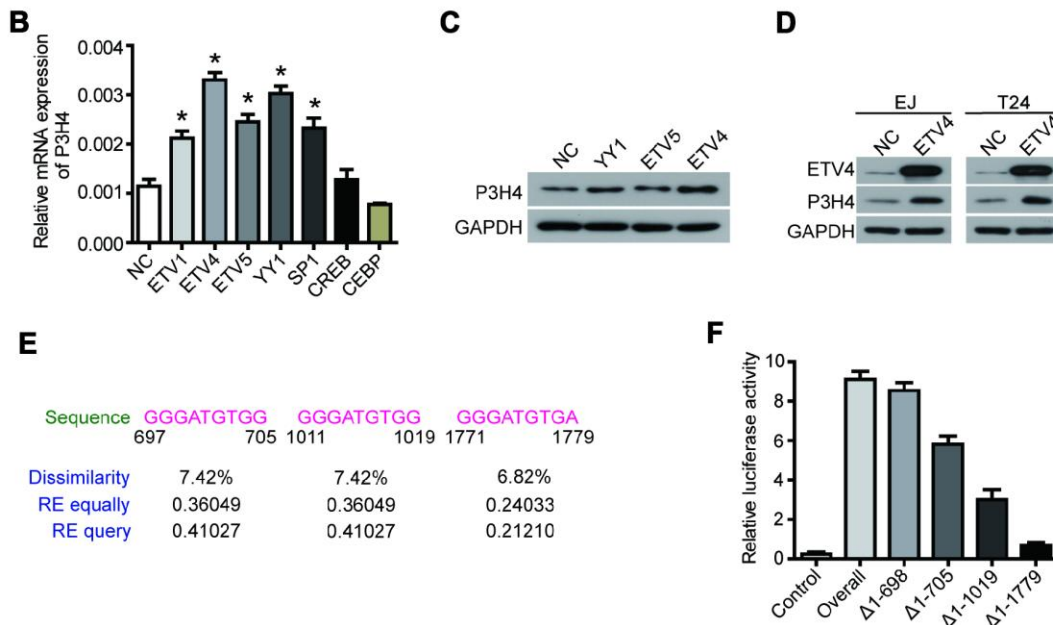 B
Relative mRNA expression
of P3H4
0.004
0.003
0.002
0.001
0.000
*
*
*
*
*
NC
ETV1
ETV4
ETV5
YY1
SP1
CREB
CEBP
C
NC YY1 ETV5 ETV4
P3H4
GAPDH
D
EJ T24
NC ETV4 NC ETV4
ETV4
P3H4
GAPDH
E
Sequence GGGATGTGG GGGATGTGG GGGATGTGA
697 705 1011 1019 1771 1779
Dissimilarity 7.42% 7.42% 6.82%
RE equally 0.36049 0.36049 0.24033
RE query 0.41027 0.41027 0.21210
F
Relative luciferase activity
10
8
6
4
2
0
Control
Overall
Δ1-698
Δ1-705
Δ1-1019
Δ1-1779